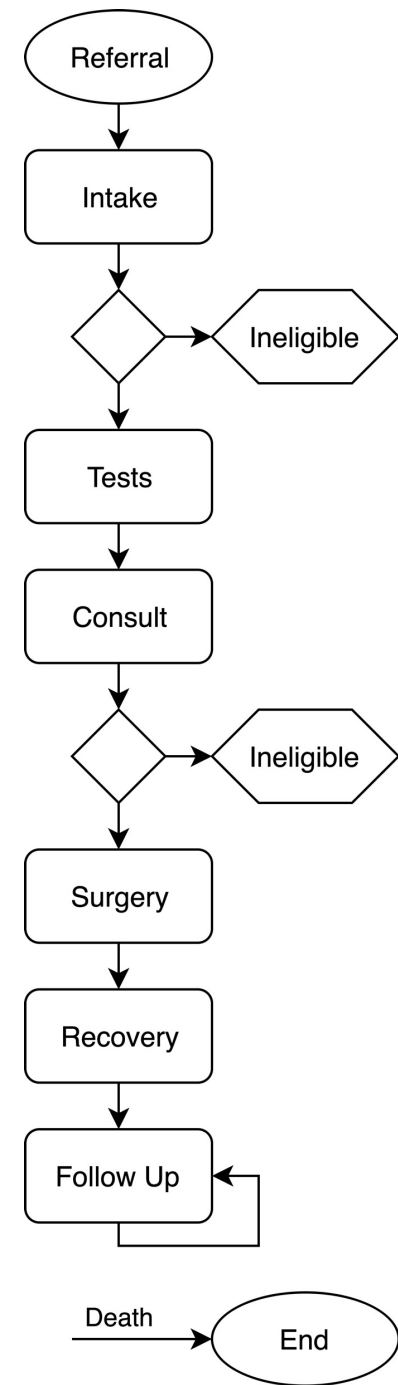 Referral
Intake
Ineligible
Tests
Consult
Ineligible
Surgery
Recovery
Follow Up
Death
End